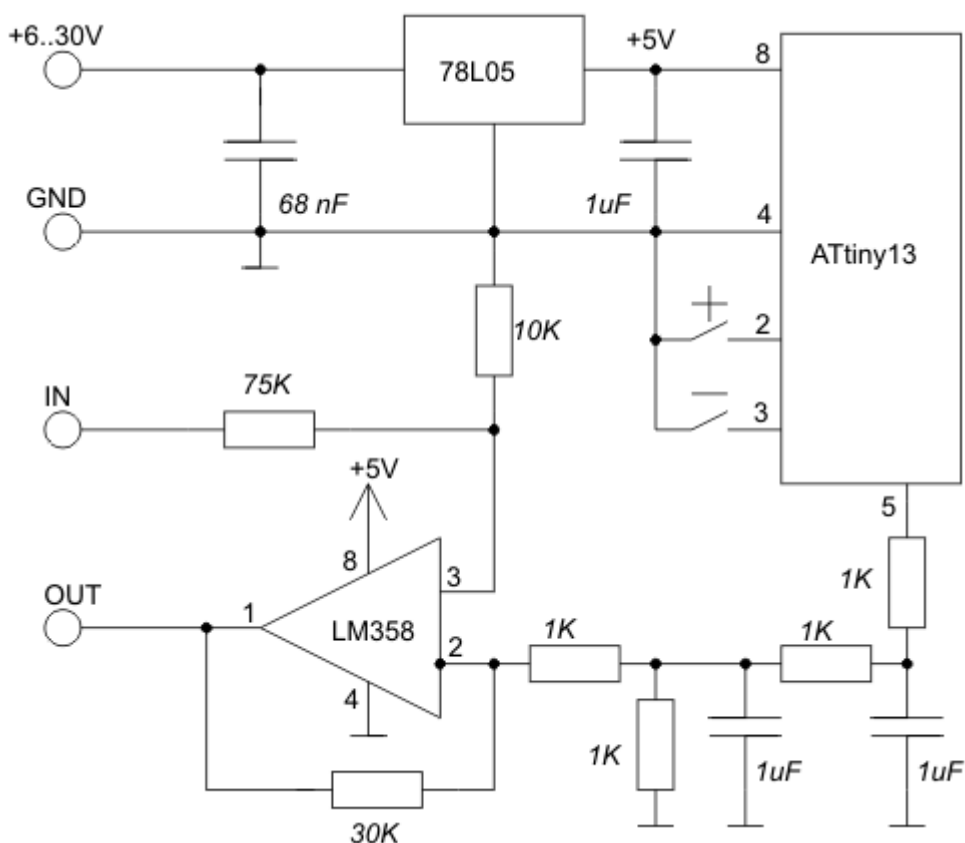 +6..30V
78L05
+5V
8
GND
68 nF
1uF
4
ATtiny13
10K
+
2
IN
75K
−
3
+5V
5
8
3
1K
OUT
1
LM358
2
1K
1K
4
1K
1uF
1uF
30K